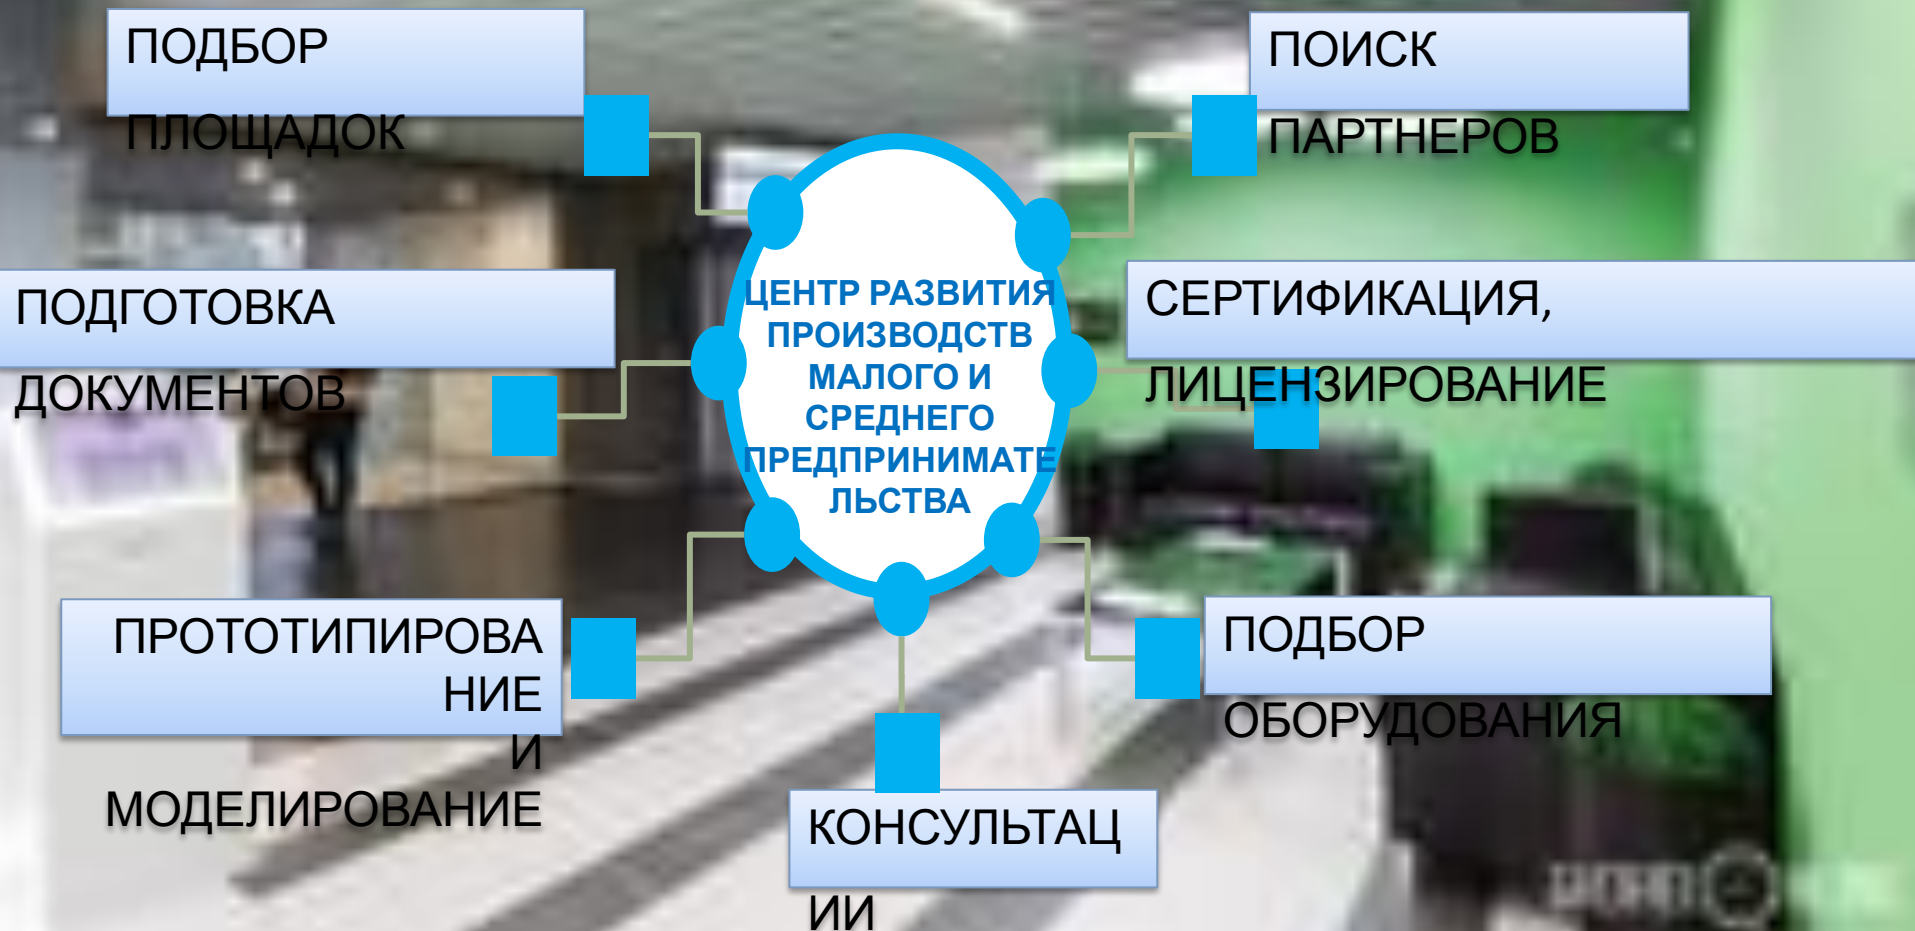 ПОДБОР
ПЛОЩАДОК
ПОИСК
ПАРТНЕРОВ
ПОДГОТОВКА
ДОКУМЕНТОВ
ЦЕНТР РАЗВИТИЯ
ПРОИЗВОДСТВ
МАЛОГО И
СРЕДНЕГО
ПРЕДПРИНИМАТЕ
ЛЬСТВА
СЕРТИФИКАЦИЯ,
ЛИЦЕНЗИРОВАНИЕ
ПРОТОТИПИРОВА
НИЕ
И
МОДЕЛИРОВАНИЕ
КОНСУЛЬТАЦ
ИИ
ПОДБОР
ОБОРУДОВАНИЯ